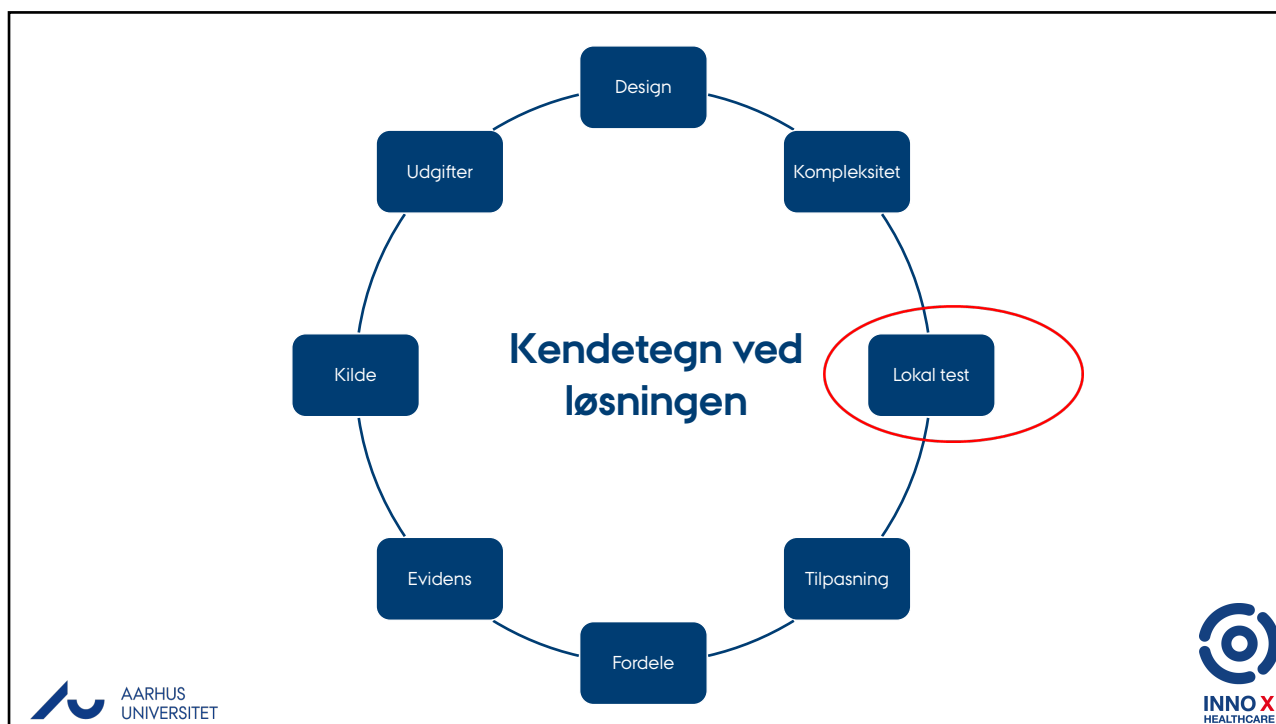 Design
Udgifter
Kompleksitet
Kendetegn ved
løsningen
Kilde
Lokal test
Evidens
Tilpasning
Fordele
AARHUS
UNIVERSITET
INNO X
HEALTHCARE